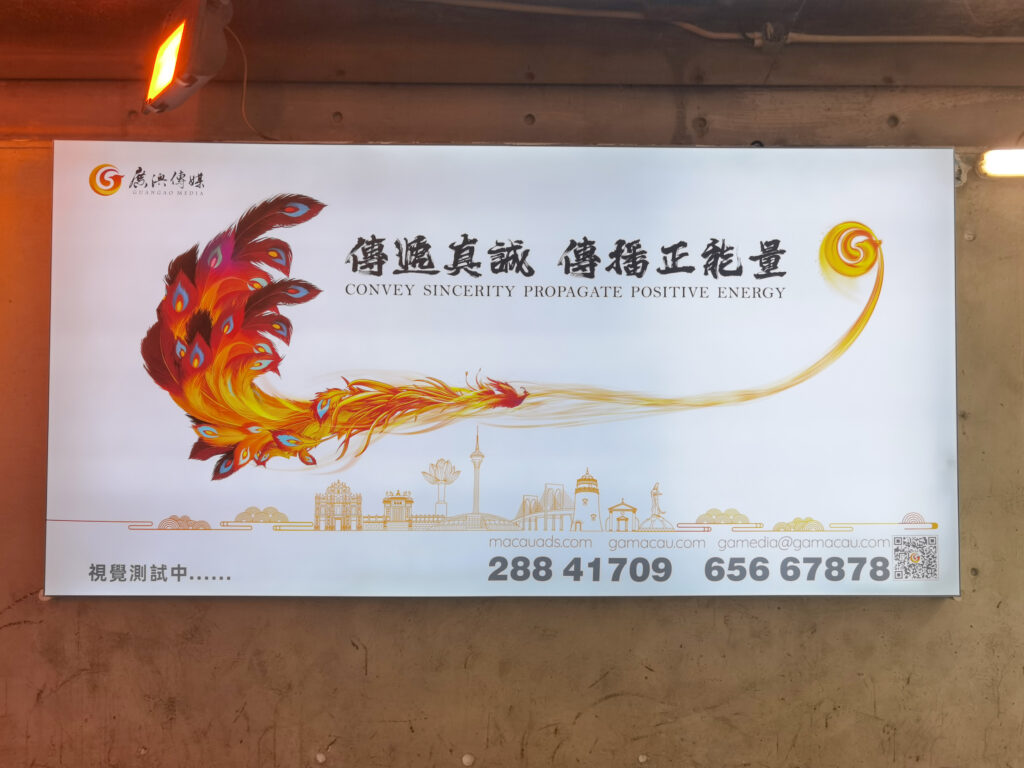 廣澳傳媒
GUANGAO MEDIA
傳遞真誠 傳播正能量
CONVEY SINCERITY PROPAGATE POSITIVE ENERGY
macauads.com gamacau.com gamedia@gamacau.com
288 41709 656 67878
視覺測試中......